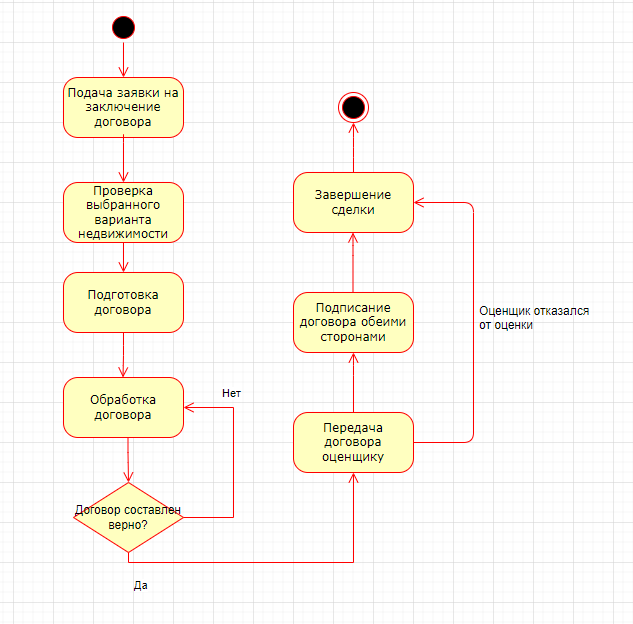 Подача заявки на
заключение
договора
Проверка
выбранного
варианта
недвижимости
Подготовка
договора
Обработка
договора
Нет
Договор составлен
верно?
Да
Завершение
сделки
Подписание
договора обеими
сторонами
Передача
договора
оценщику
Оценщик отказался
от оценки